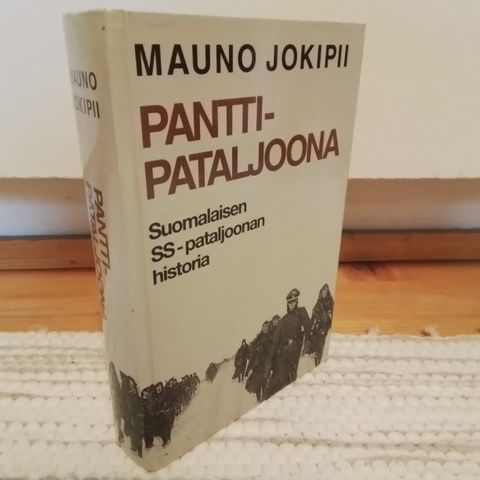 MAUNO JOKIPII
PANTTI-
PATALJOONA
Suomalaisen
SS-pataljoonan
historia
MAUNO
JOKIPII
PANTTI-
PATALJOONA